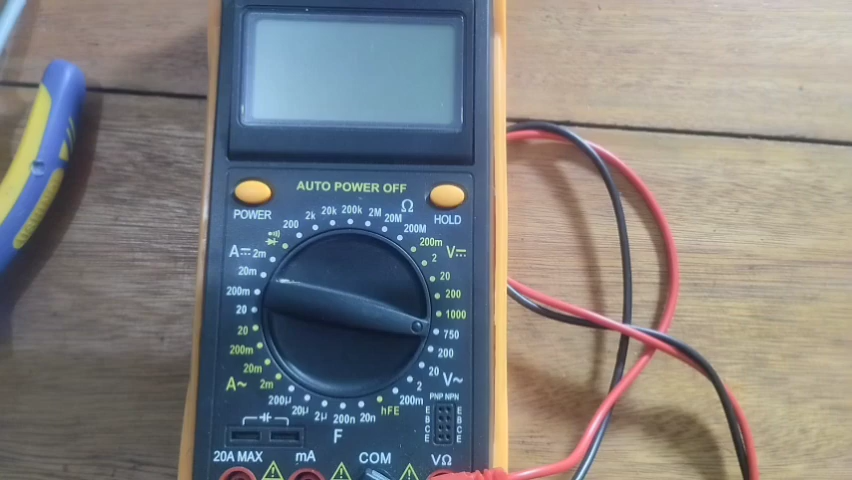 AUTO POWER OFF
POWER
HOLD
Ω
200
2k
20k
200k
2M
20M
200M
A⎓
2m
20m
200m
20
20
200m
20m
2m
A~
200m
V⎓
2
20
200
1000
750
200
20
V~
2
200m
200µ
20µ
2µ
200n
20n
hFE
F
PNP NPN
E E
B B
C C
E E
20A MAX
mA
COM
VΩ